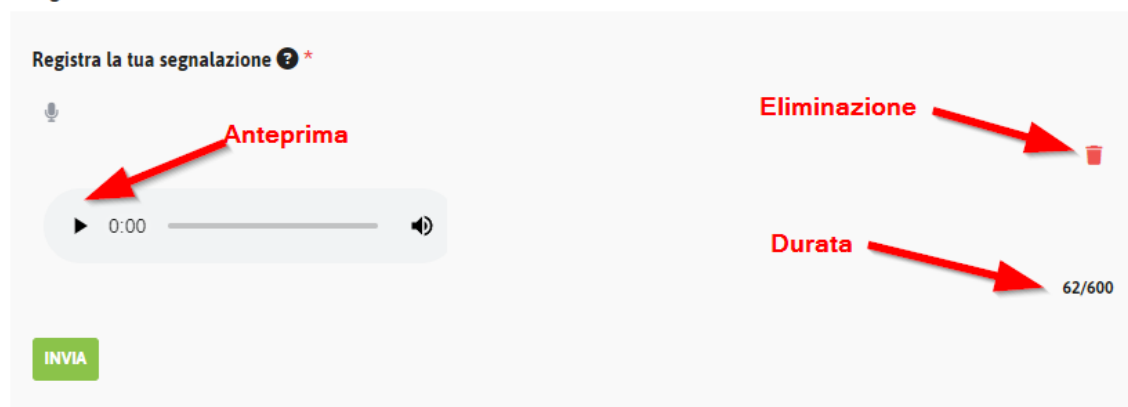 Registra la tua segnalazione ? *
Eliminazione
Anteprima
0:00
Durata
62/600
INVIA